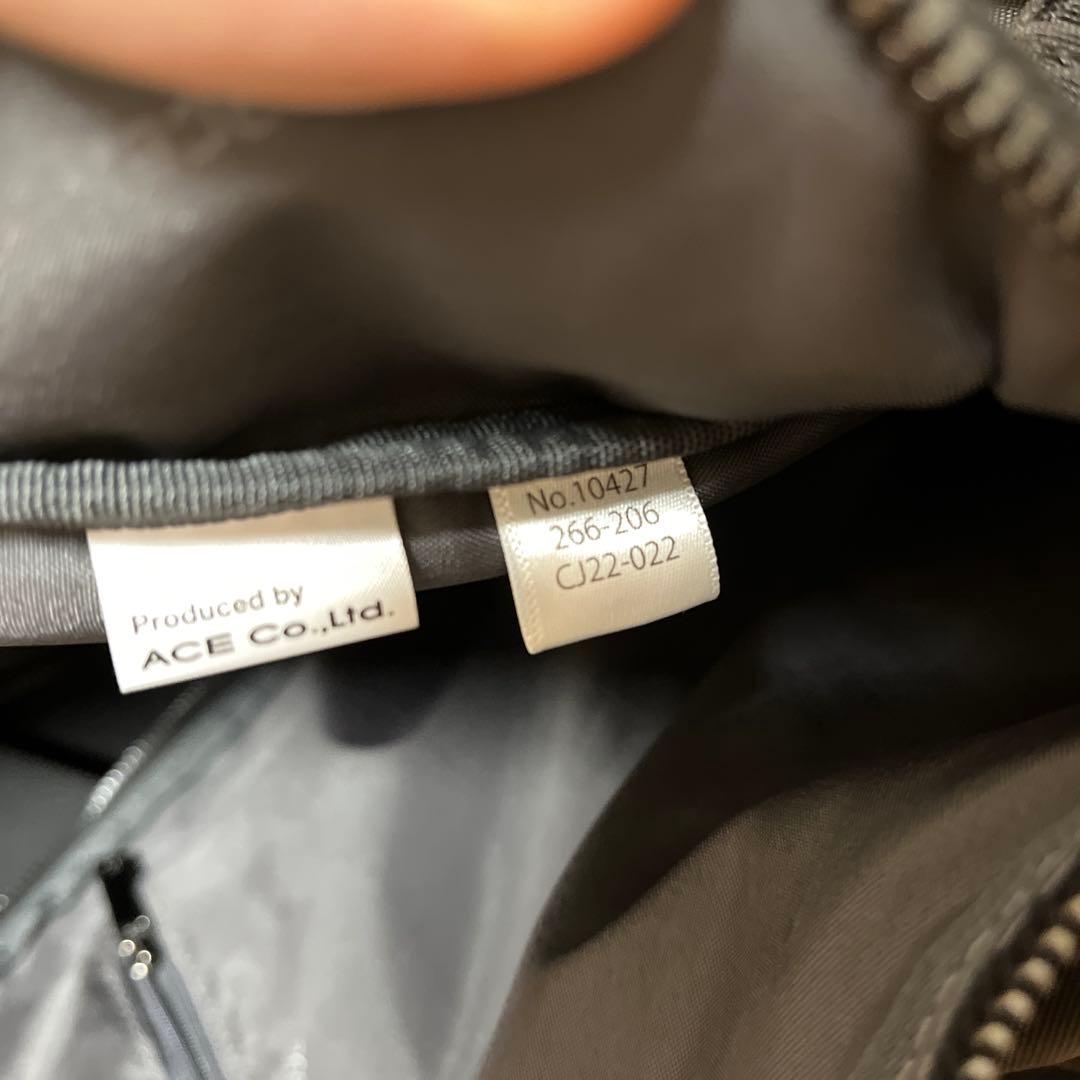 Produced by
ACE Co.,Ltd.
No.10427
266-206
CJ22-022